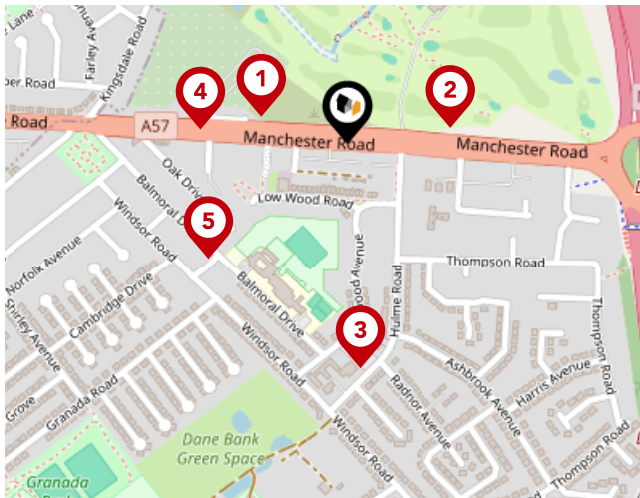 Lane
Farley Avenue
Kingsdale Road
per Road
Road
A57
4
1
2
Manchester Road
Manchester Road
Oak Drive
Balmoral D
Windsor Road
Low Wood Road
5
Norfolk Avenue
Cambridge Drive
Shirley Avenue
Balmoral Drive
wood Avenue
Hulme Road
Thompson Road
Thompson Road
3
Windsor Road
Granada Road
Grove
Radnor Avenue
Ashbrook Avenue
Harris Avenue
Thompson Road
Windsor Road
Dane Bank
Green Space
Granada